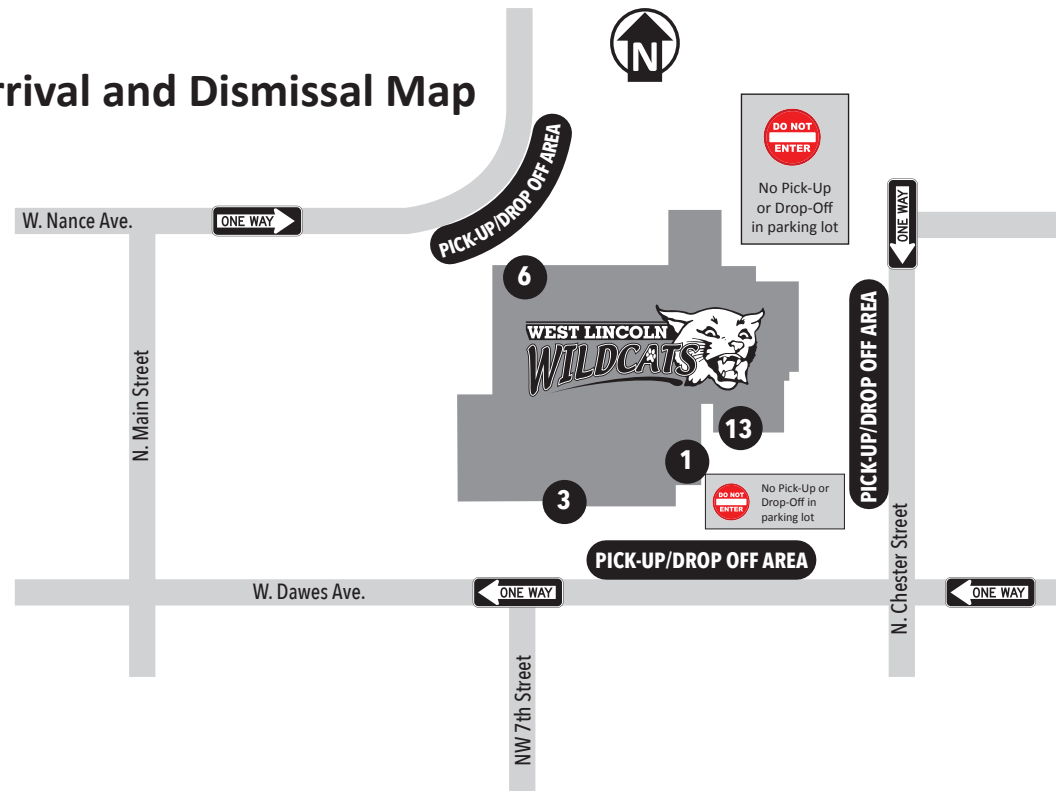 rrival and Dismissal Map
N
DO NOT
ENTER
No Pick-Up
or Drop-Off
in parking lot
W. Nance Ave.
ONE WAY
PICK-UP/DROP OFF AREA
ONE WAY
6
WEST LINCOLN
WILDCATS
PICK-UP/DROP OFF AREA
N. Main Street
13
1
3
DO NOT
ENTER
No Pick-Up or
Drop-Off in
parking lot
PICK-UP/DROP OFF AREA
N. Chester Street
W. Dawes Ave.
ONE WAY
ONE WAY
NW 7th Street